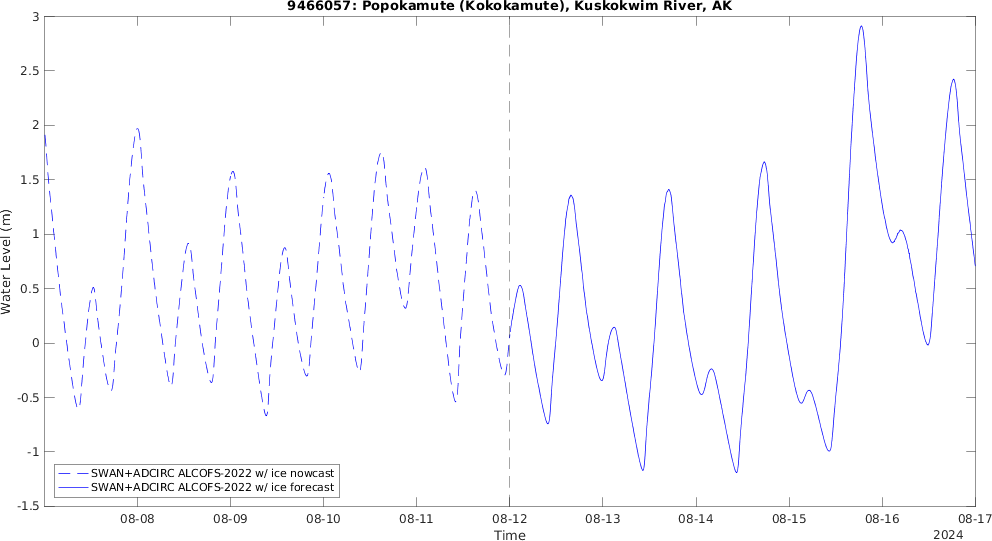 9466057: Popokamute (Kokokamute), Kuskokwim River, AK
3
2.5
2
1.5
1
0.5
0
-0.5
-1
-1.5
Water Level (m)
SWAN+ADCIRC ALCOFS-2022 w/ ice nowcast
SWAN+ADCIRC ALCOFS-2022 w/ ice forecast
08-08 08-09 08-10 08-11 08-12 08-13 08-14 08-15 08-16 08-17
Time
2024